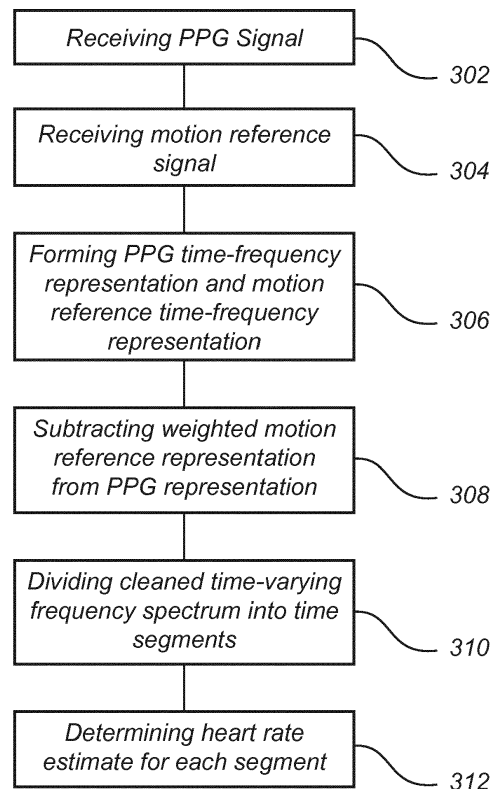 Receiving PPG Signal
302
Receiving motion reference
signal
304
Forming PPG time-frequency
representation and motion
reference time-frequency
representation
306
Subtracting weighted motion
reference representation
from PPG representation
308
Dividing cleaned time-varying
frequency spectrum into time
segments
310
Determining heart rate
estimate for each segment
312